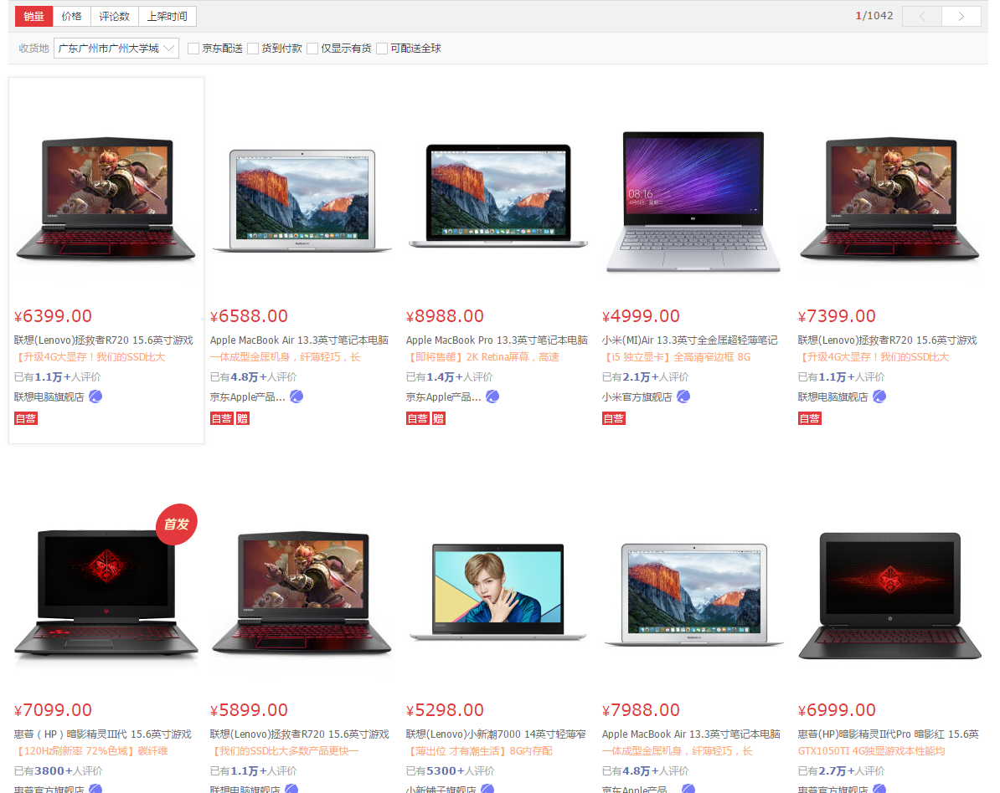 销量 价格 评论数 上架时间 1/1042
收货地 广东广州市广州大学城 京东配送 货到付款 仅显示有货 可配送全球
¥6399.00
联想(Lenovo)拯救者R720 15.6英寸游戏
【升级4G大显存！我们的SSD比大
已有1.1万+人评价
联想电脑旗舰店
自营
¥6588.00
Apple MacBook Air 13.3英寸笔记本电脑
一体成型金属机身，纤薄轻巧，长
已有4.8万+人评价
京东Apple产品...
自营 赠
¥8988.00
Apple MacBook Pro 13.3英寸笔记本电脑
【即将售罄】2K Retina屏幕，高速
已有1.4万+人评价
京东Apple产品...
自营 赠
08:16
¥4999.00
小米(MI)Air 13.3英寸全金属超轻薄笔记
【i5 独立显卡】全高清窄边框 8G
已有2.1万+人评价
小米官方旗舰店
自营
¥7399.00
联想(Lenovo)拯救者R720 15.6英寸游戏
【升级4G大显存！我们的SSD比大
已有1.1万+人评价
联想电脑旗舰店
自营
首发
¥7099.00
惠普（HP）暗影精灵III代 15.6英寸游戏
【120Hz刷新率 72%色域】碳纤维
已有3800+人评价
惠普官方旗舰店
¥5899.00
联想(Lenovo)拯救者R720 15.6英寸游戏
【我们的SSD比大多数产品更快一
已有1.1万+人评价
联想电脑旗舰店
¥5298.00
联想(Lenovo)小新潮7000 14英寸轻薄窄
【薄出位 才有潮生活】8G内存配
已有5300+人评价
小新铺子旗舰店
¥7988.00
Apple MacBook Air 13.3英寸笔记本电脑
一体成型金属机身，纤薄轻巧，长
已有4.8万+人评价
京东Apple产品...
¥6999.00
惠普(HP)暗影精灵II代Pro 暗影红 15.6英
GTX1050TI 4G独显游戏本性能均
已有2.7万+人评价
惠普官方旗舰店